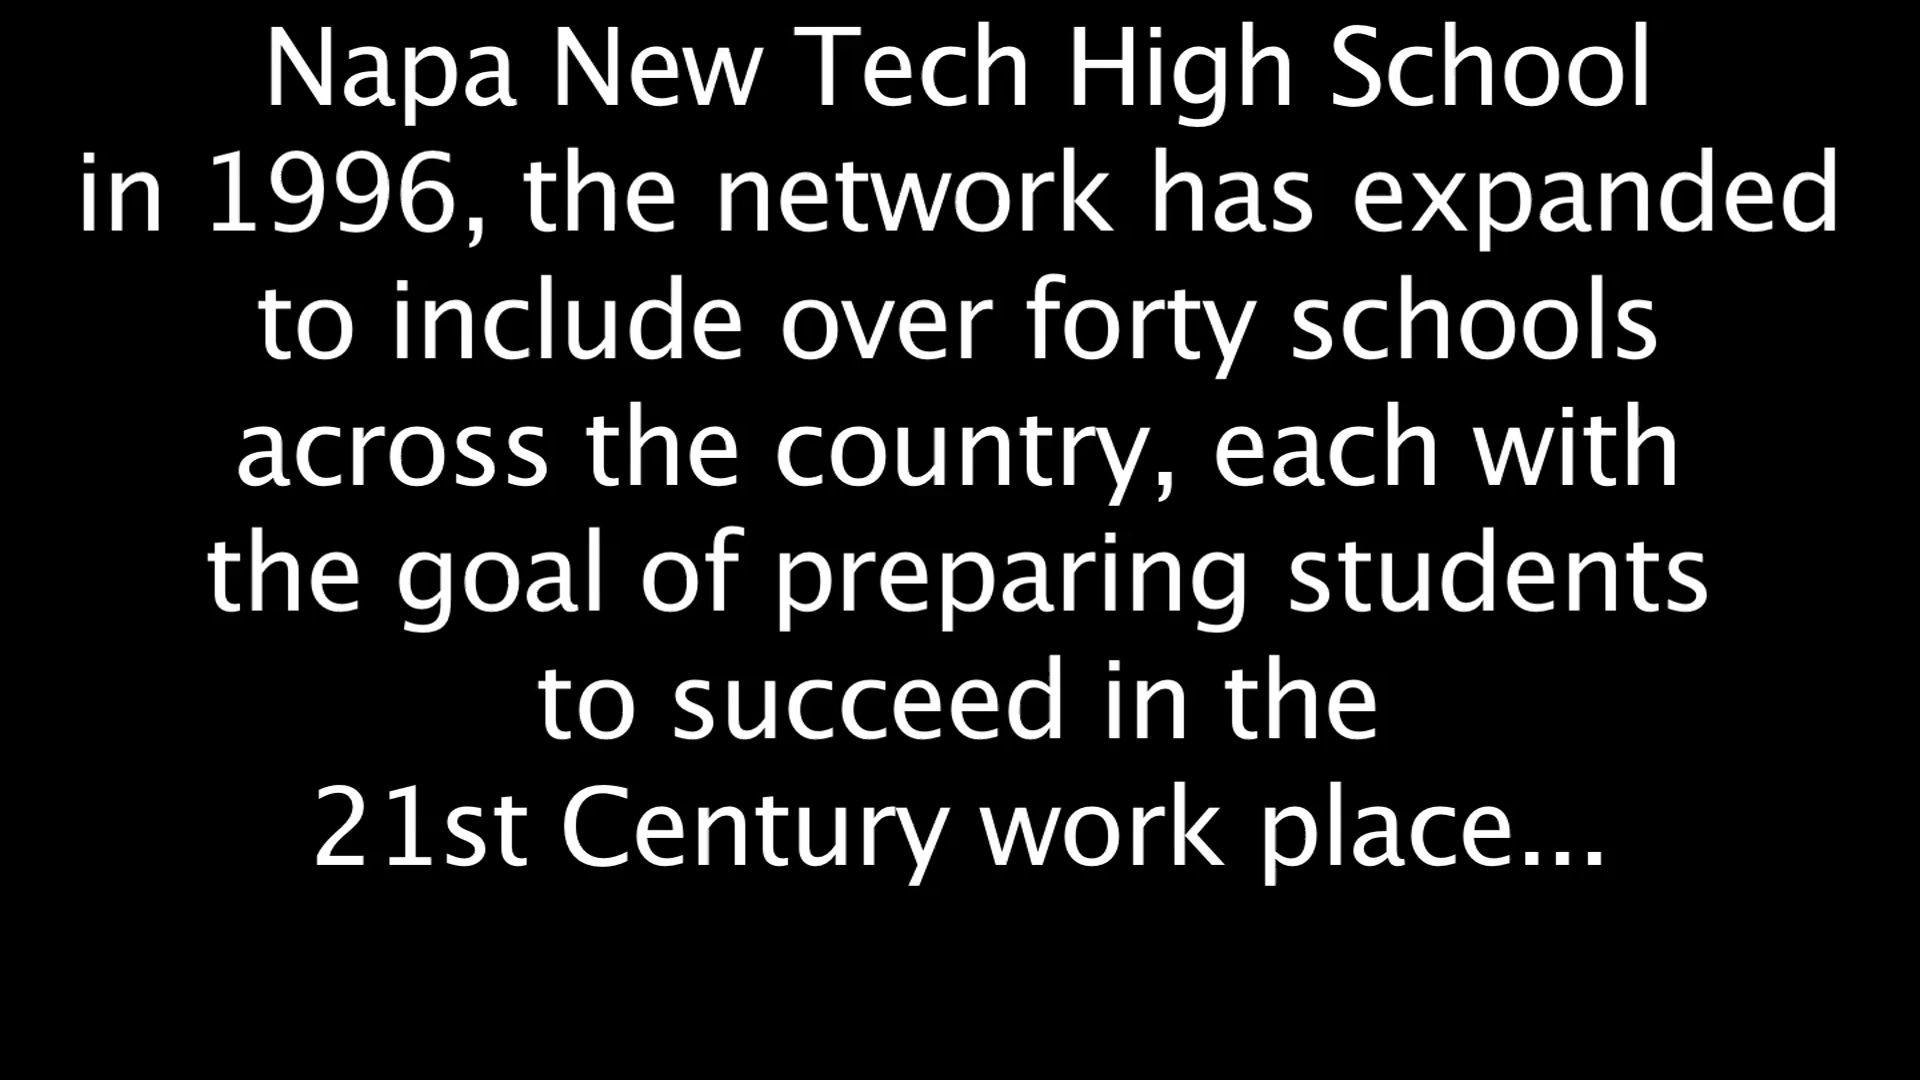 Napa New Tech High School
in 1996, the network has expanded
to include over forty schools
across the country, each with
the goal of preparing students
to succeed in the
21st Century work place...